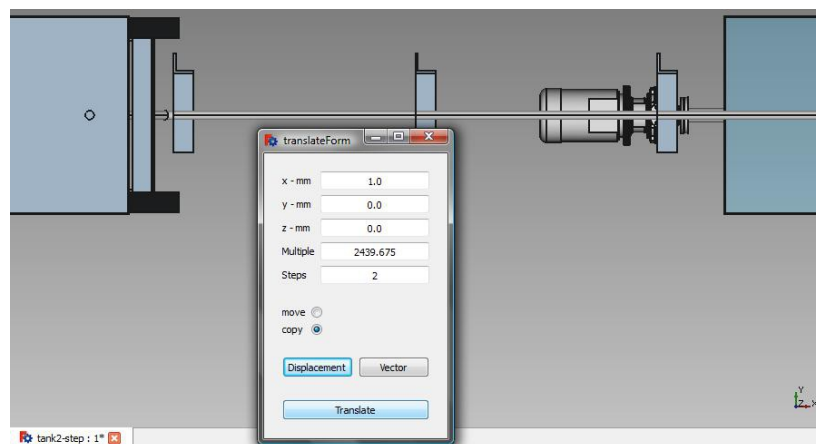 translateForm
x - mm 1.0
y - mm 0.0
z - mm 0.0
Multiple 2439.675
Steps 2
move
copy
Displacement Vector
Translate
Y
Z X
tank2-step : 1*